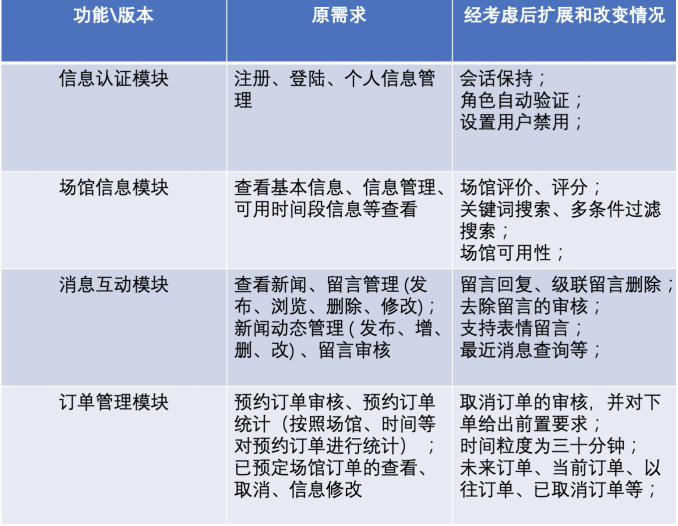 功能\版本
原需求
经考虑后扩展和改变情况
信息认证模块
注册、登陆、个人信息管
理
会话保持；
角色自动验证；
设置用户禁用；
场馆信息模块
查看基本信息、信息管理、
可用时间段信息等查看
场馆评价、评分；
关键词搜索、多条件过滤
搜索；
场馆可用性；
消息互动模块
查看新闻、留言管理 (发
布、浏览、删除、修改)；
新闻动态管理 ( 发布、增、
删、改) 、留言审核
留言回复、级联留言删除；
去除留言的审核；
支持表情留言；
最近消息查询等；
订单管理模块
预约订单审核、预约订单
统计（按照场馆、时间等
对预约订单进行统计） ；
已预定场馆订单的查看、
取消、信息修改
取消订单的审核，并对下
单给出前置要求；
时间粒度为三十分钟；
未来订单、当前订单、以
往订单、已取消订单等；